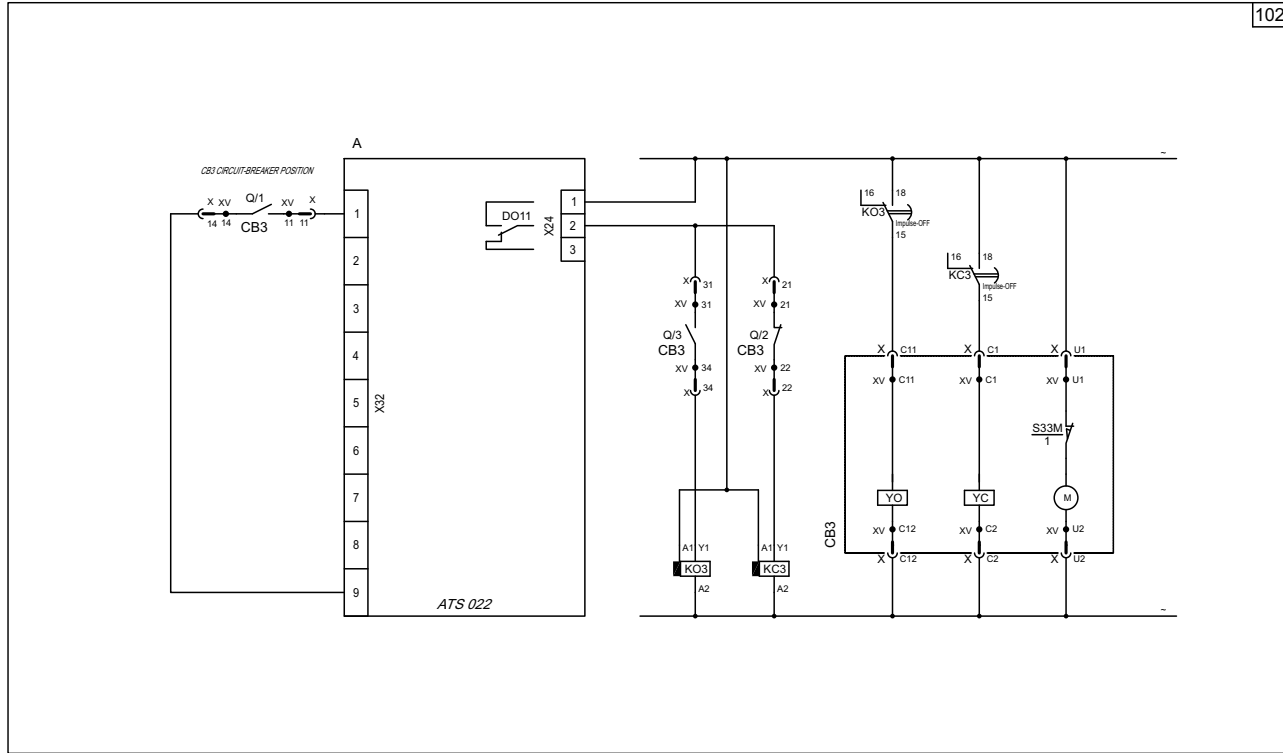 102
A
CB3 CIRCUIT-BREAKER POSITION
X XV Q/1 XV X
14 14 CB3 11 11
1
2
3
4
5
6
7
8
9
X32
ATS 022
DO11
X24
1
2
3
~
X 31
XV 31
Q/3
CB3
XV 34
X 34
A1 Y1
KO3
A2
X 21
XV 21
Q/2
CB3
XV 22
X 22
A1 Y1
KC3
A2
16 18
KO3
Impulse-OFF
15
16 18
KC3
Impulse-OFF
15
X C11
XV C11
YO
XV C12
X C12
X C1
XV C1
YC
XV C2
X C2
X U1
XV U1
S33M
1
M
XV U2
X U2
CB3
~